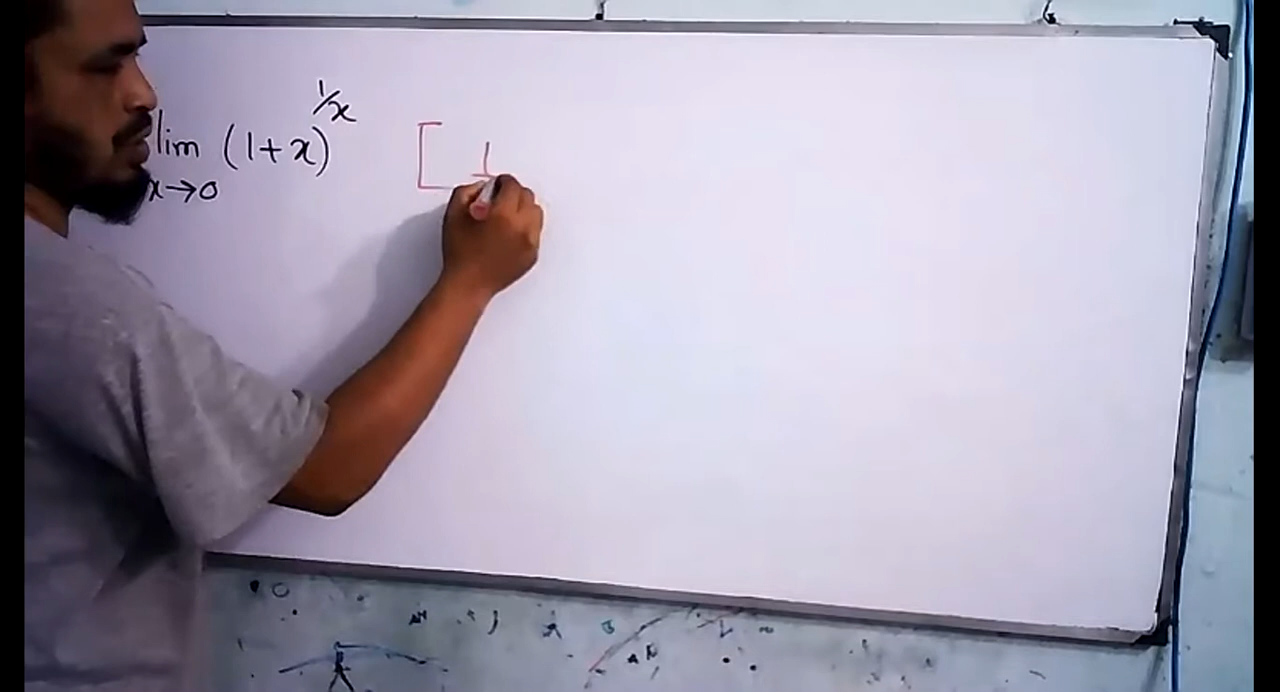 lim (1+x)^1/x [ 1
x→0